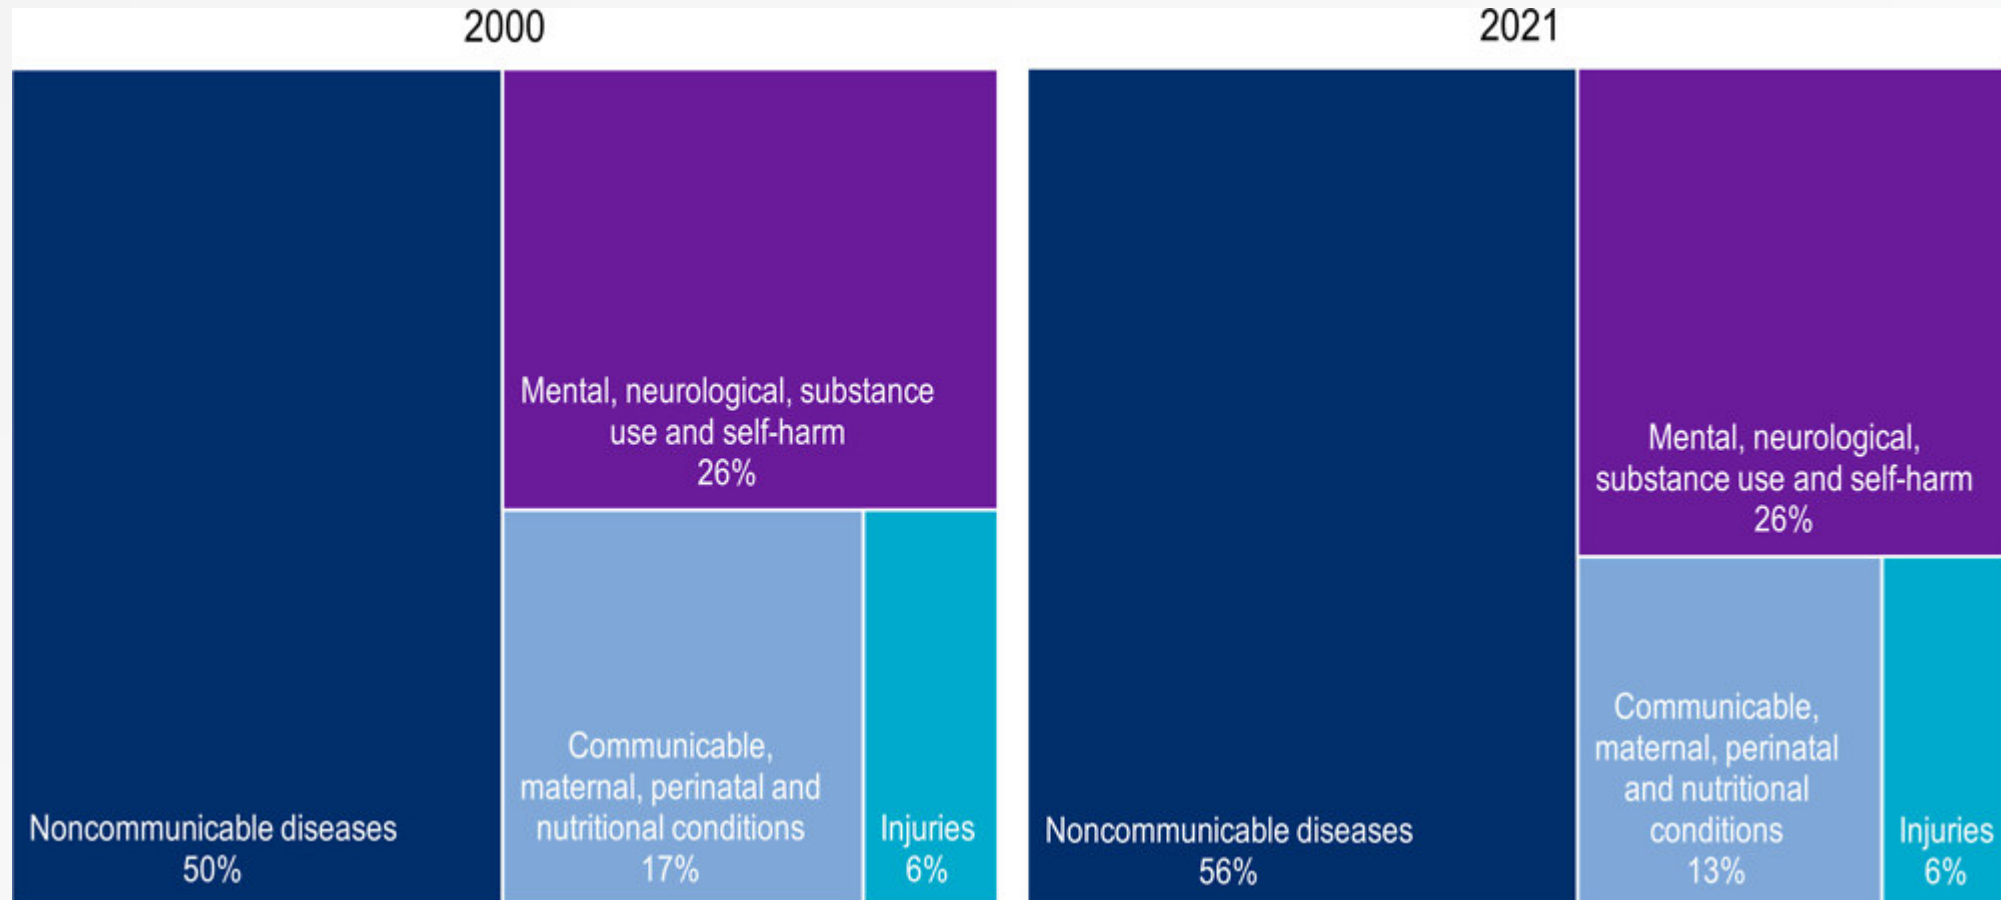 2000
Noncommunicable diseases
50%
Mental, neurological, substance
use and self-harm
26%
Communicable,
maternal, perinatal and
nutritional conditions
17%
Injuries
6%
2021
Noncommunicable diseases
56%
Mental, neurological,
substance use and self-harm
26%
Communicable,
maternal, perinatal
and nutritional
conditions
13%
Injuries
6%